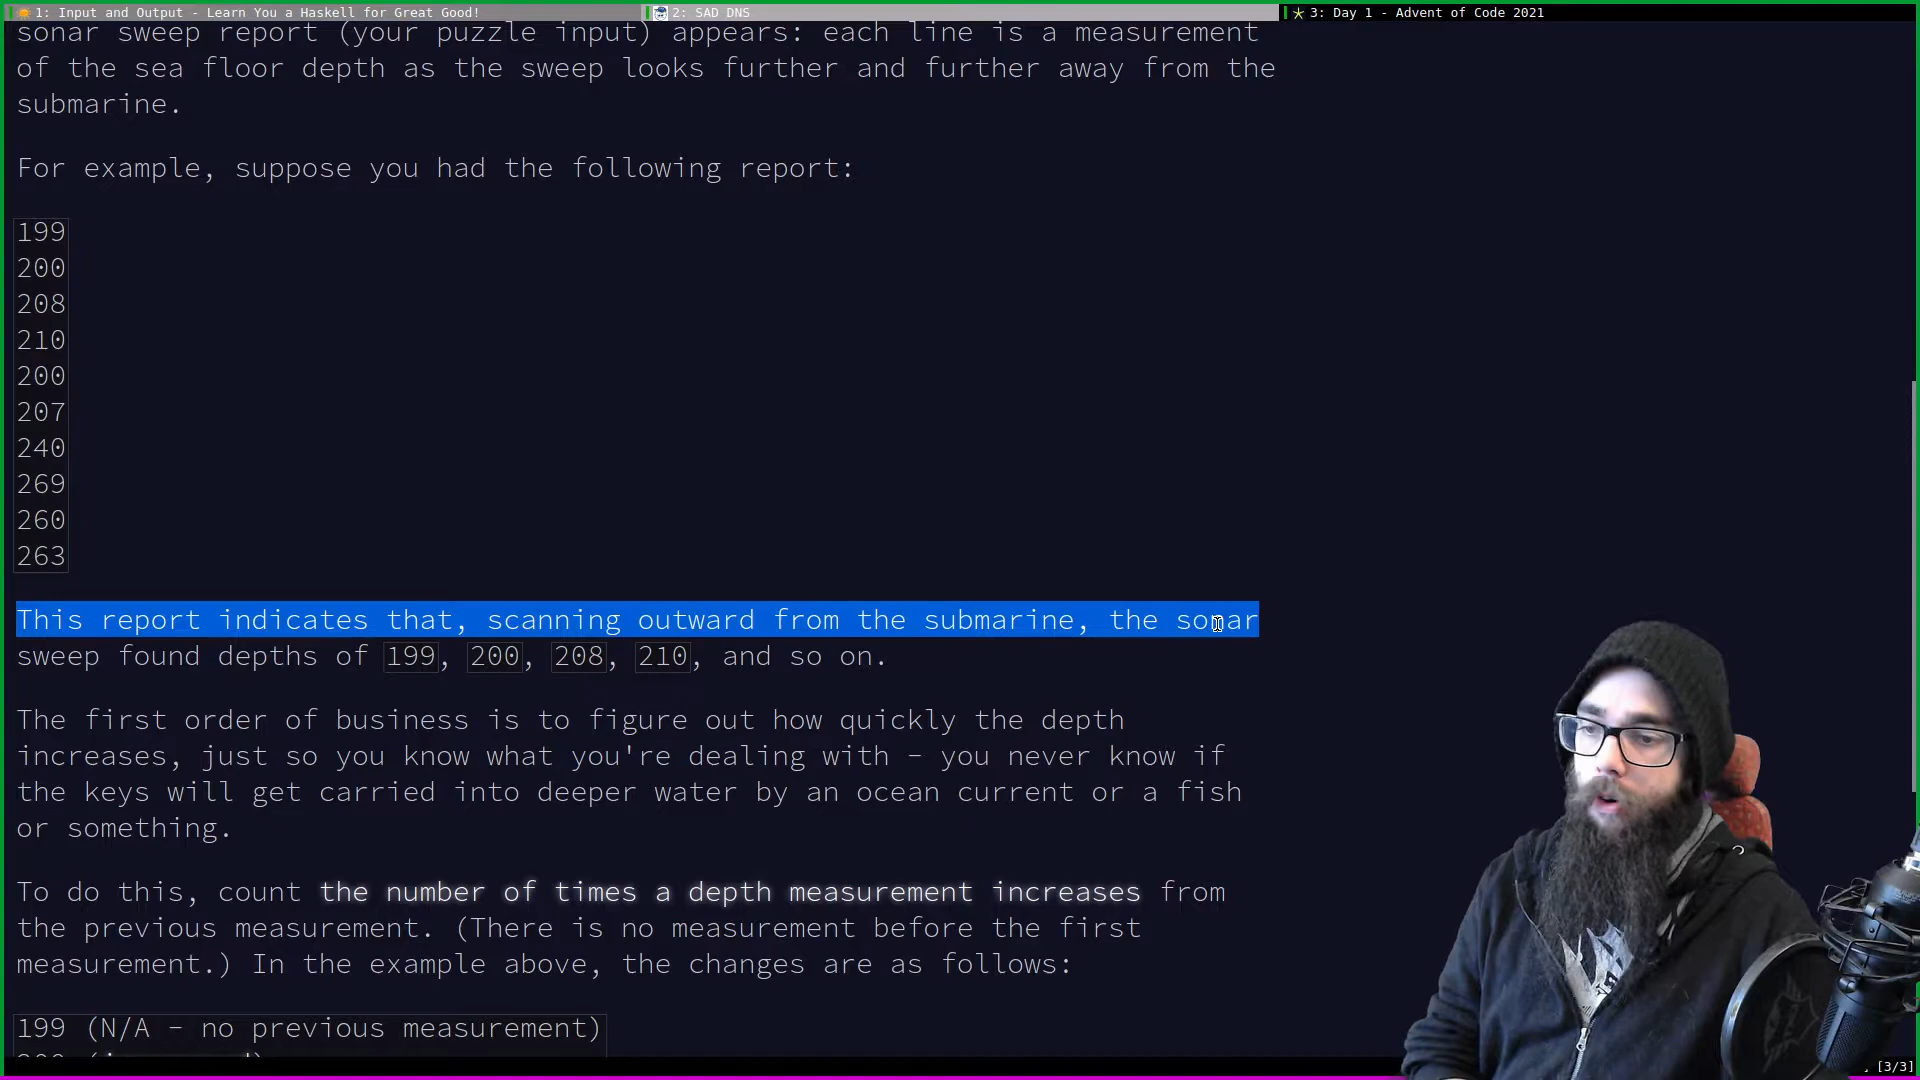 1: Input and Output - Learn You a Haskell for Great Good!
2: SAD DNS
3: Day 1 - Advent of Code 2021
sonar sweep report (your puzzle input) appears: each line is a measurement
of the sea floor depth as the sweep looks further and further away from the
submarine.
For example, suppose you had the following report:
199
200
208
210
200
207
240
269
260
263
This report indicates that, scanning outward from the submarine, the sonar
sweep found depths of 199, 200, 208, 210, and so on.
The first order of business is to figure out how quickly the depth
increases, just so you know what you're dealing with - you never know if
the keys will get carried into deeper water by an ocean current or a fish
or something.
To do this, count the number of times a depth measurement increases from
the previous measurement. (There is no measurement before the first
measurement.) In the example above, the changes are as follows:
199 (N/A - no previous measurement)
[3/3]